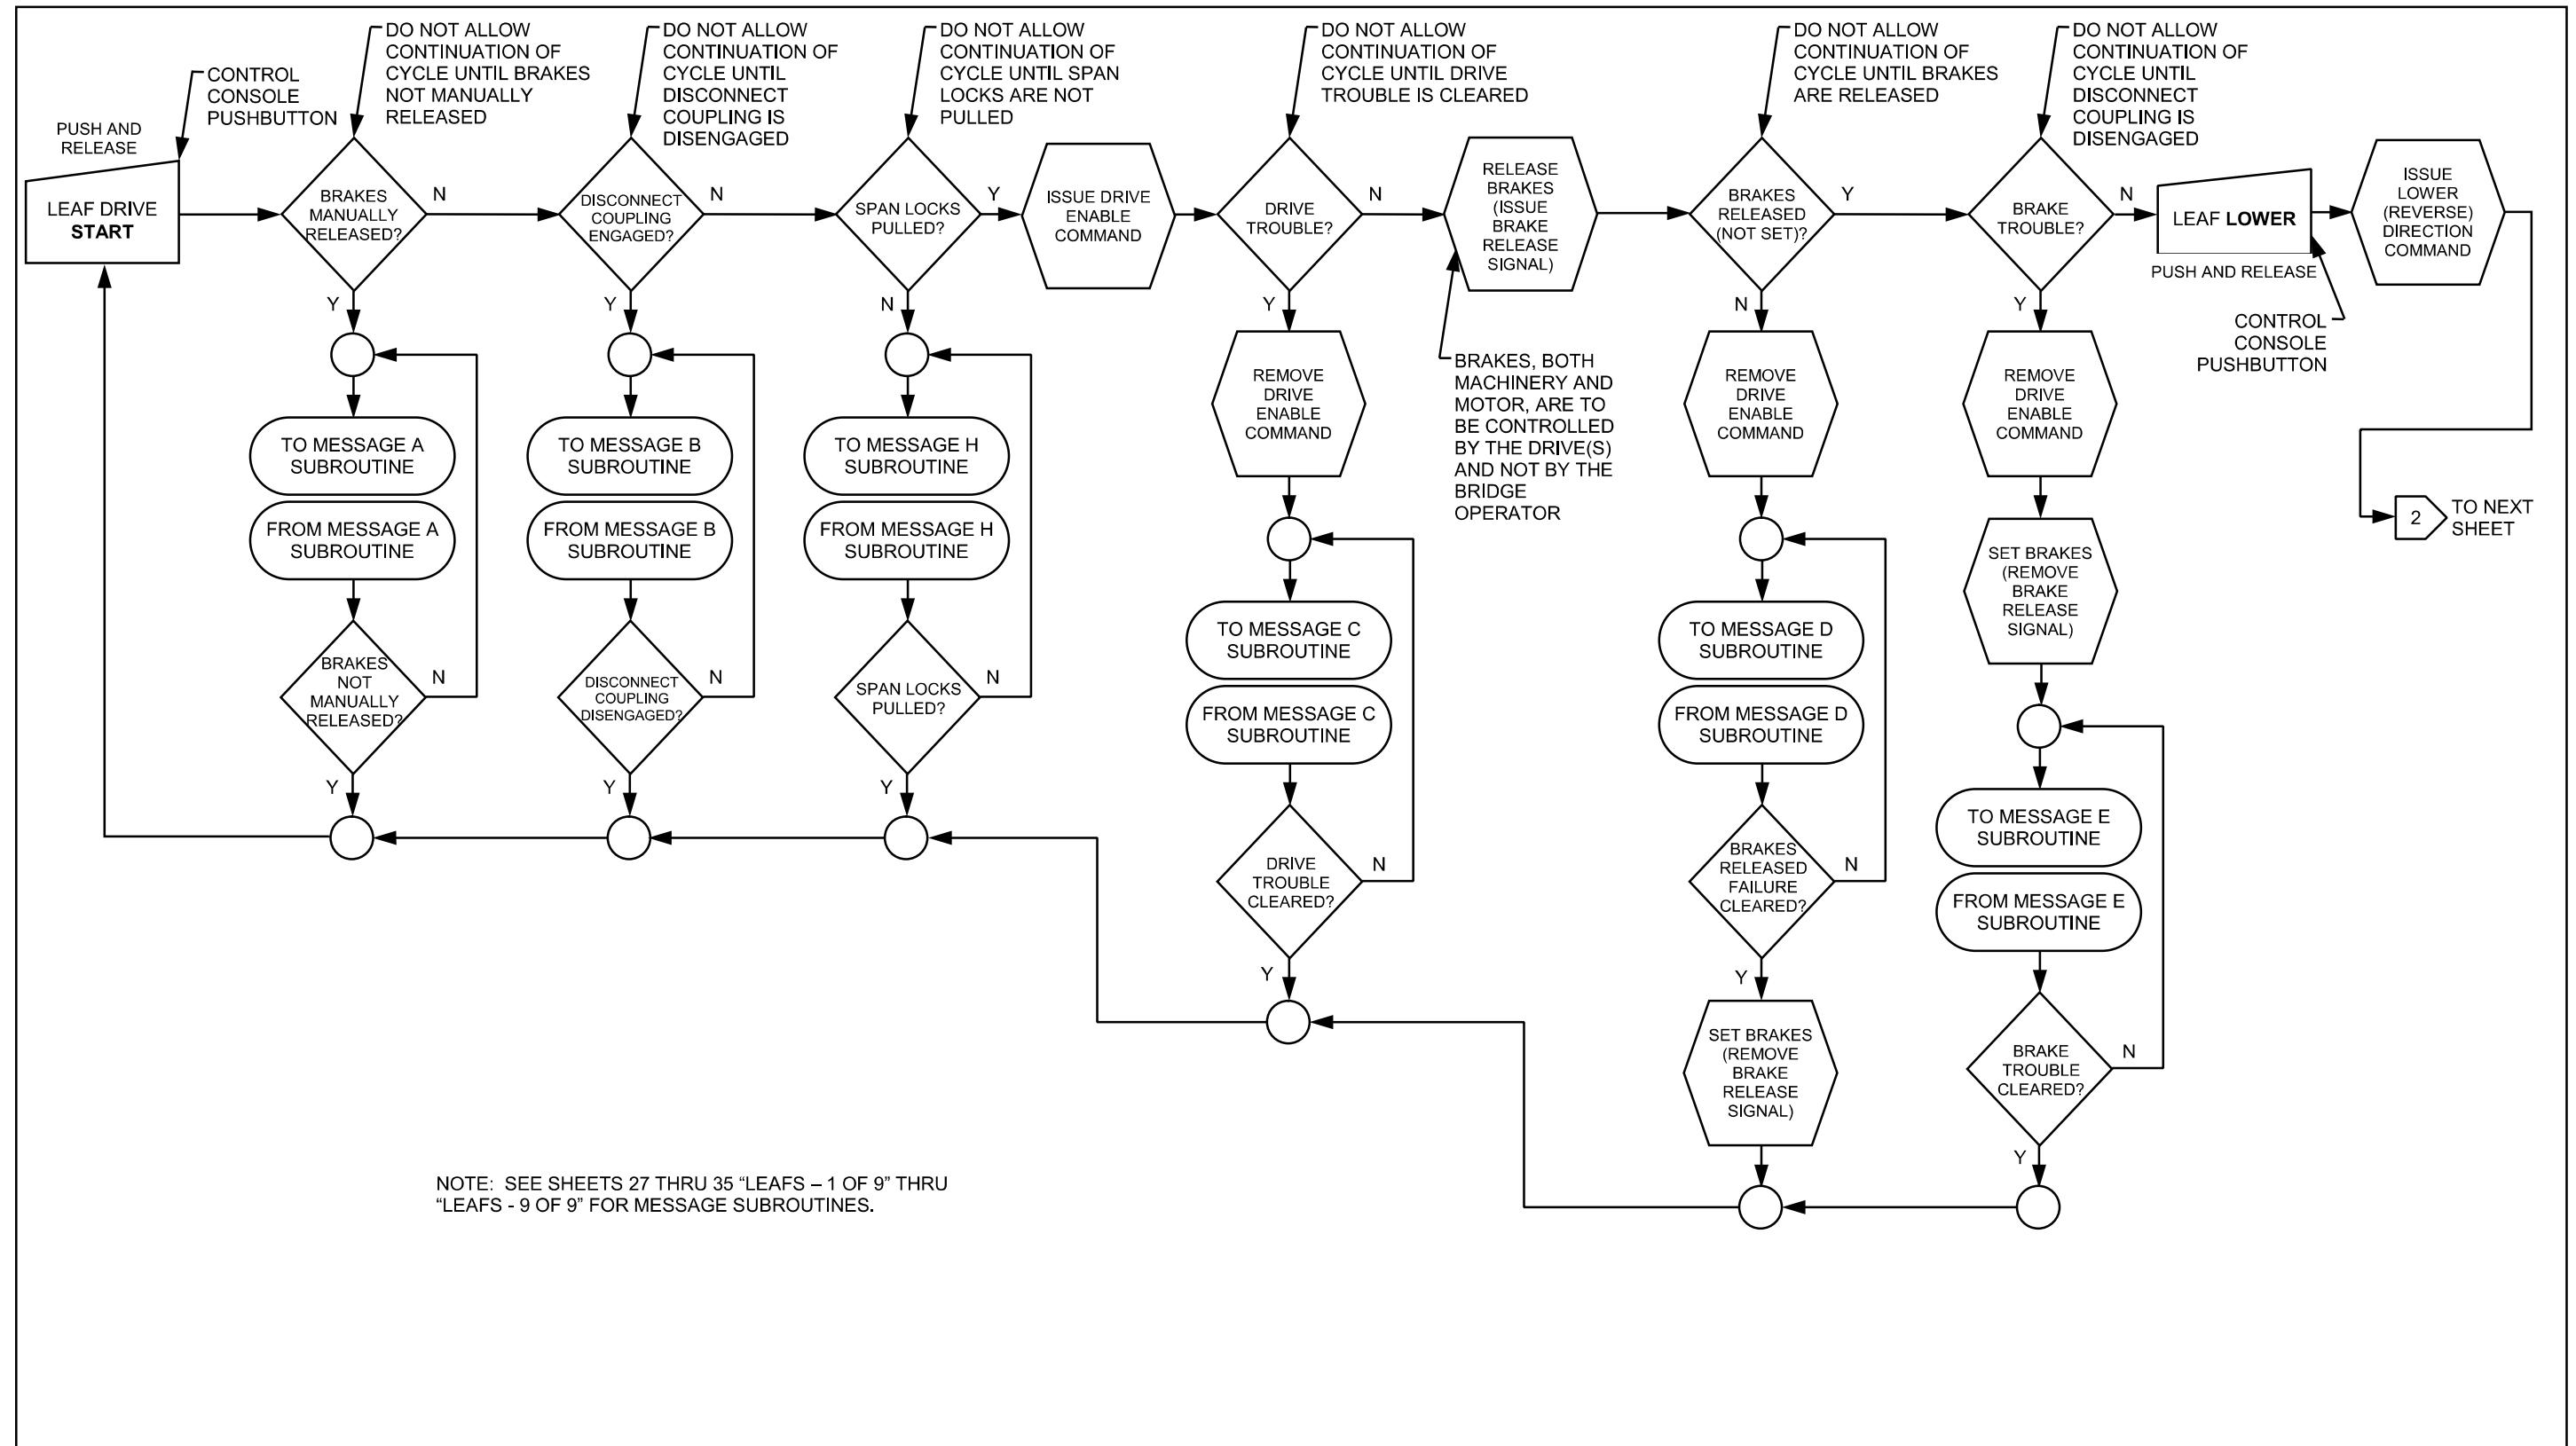 DO NOT ALLOW
CONTINUATION OF
CYCLE UNTIL BRAKES
NOT MANUALLY
RELEASED
DO NOT ALLOW
CONTINUATION OF
CYCLE UNTIL
DISCONNECT
COUPLING IS
DISENGAGED
DO NOT ALLOW
CONTINUATION OF
CYCLE UNTIL SPAN
LOCKS ARE NOT
PULLED
DO NOT ALLOW
CONTINUATION OF
CYCLE UNTIL DRIVE
TROUBLE IS CLEARED
DO NOT ALLOW
CONTINUATION OF
CYCLE UNTIL BRAKES
ARE RELEASED
DO NOT ALLOW
CONTINUATION OF
CYCLE UNTIL
DISCONNECT
COUPLING IS
DISENGAGED
CONTROL
CONSOLE
PUSHBUTTON
PUSH AND
RELEASE
LEAF DRIVE
START
BRAKES
MANUALLY
RELEASED?
N
Y
DISCONNECT
COUPLING
ENGAGED?
N
Y
SPAN LOCKS
PULLED?
Y
N
ISSUE DRIVE
ENABLE
COMMAND
DRIVE
TROUBLE?
N
Y
RELEASE
BRAKES
(ISSUE
BRAKE
RELEASE
SIGNAL)
BRAKES
RELEASED
(NOT SET)?
Y
N
BRAKE
TROUBLE?
N
Y
LEAF LOWER
PUSH AND RELEASE
ISSUE
LOWER
(REVERSE)
DIRECTION
COMMAND
CONTROL
CONSOLE
PUSHBUTTON
2
TO NEXT
SHEET
BRAKES, BOTH
MACHINERY AND
MOTOR, ARE TO
BE CONTROLLED
BY THE DRIVE(S)
AND NOT BY THE
BRIDGE
OPERATOR
TO MESSAGE A
SUBROUTINE
FROM MESSAGE A
SUBROUTINE
BRAKES
NOT
MANUALLY
RELEASED?
N
Y
TO MESSAGE B
SUBROUTINE
FROM MESSAGE B
SUBROUTINE
DISCONNECT
COUPLING
DISENGAGED?
N
Y
TO MESSAGE H
SUBROUTINE
FROM MESSAGE H
SUBROUTINE
SPAN LOCKS
PULLED?
N
Y
REMOVE
DRIVE
ENABLE
COMMAND
TO MESSAGE C
SUBROUTINE
FROM MESSAGE C
SUBROUTINE
DRIVE
TROUBLE
CLEARED?
N
Y
REMOVE
DRIVE
ENABLE
COMMAND
TO MESSAGE D
SUBROUTINE
FROM MESSAGE D
SUBROUTINE
BRAKES
RELEASED
FAILURE
CLEARED?
N
Y
SET BRAKES
(REMOVE
BRAKE
RELEASE
SIGNAL)
REMOVE
DRIVE
ENABLE
COMMAND
SET BRAKES
(REMOVE
BRAKE
RELEASE
SIGNAL)
TO MESSAGE E
SUBROUTINE
FROM MESSAGE E
SUBROUTINE
BRAKE
TROUBLE
CLEARED?
N
Y
NOTE: SEE SHEETS 27 THRU 35 “LEAFS – 1 OF 9” THRU
“LEAFS - 9 OF 9” FOR MESSAGE SUBROUTINES.